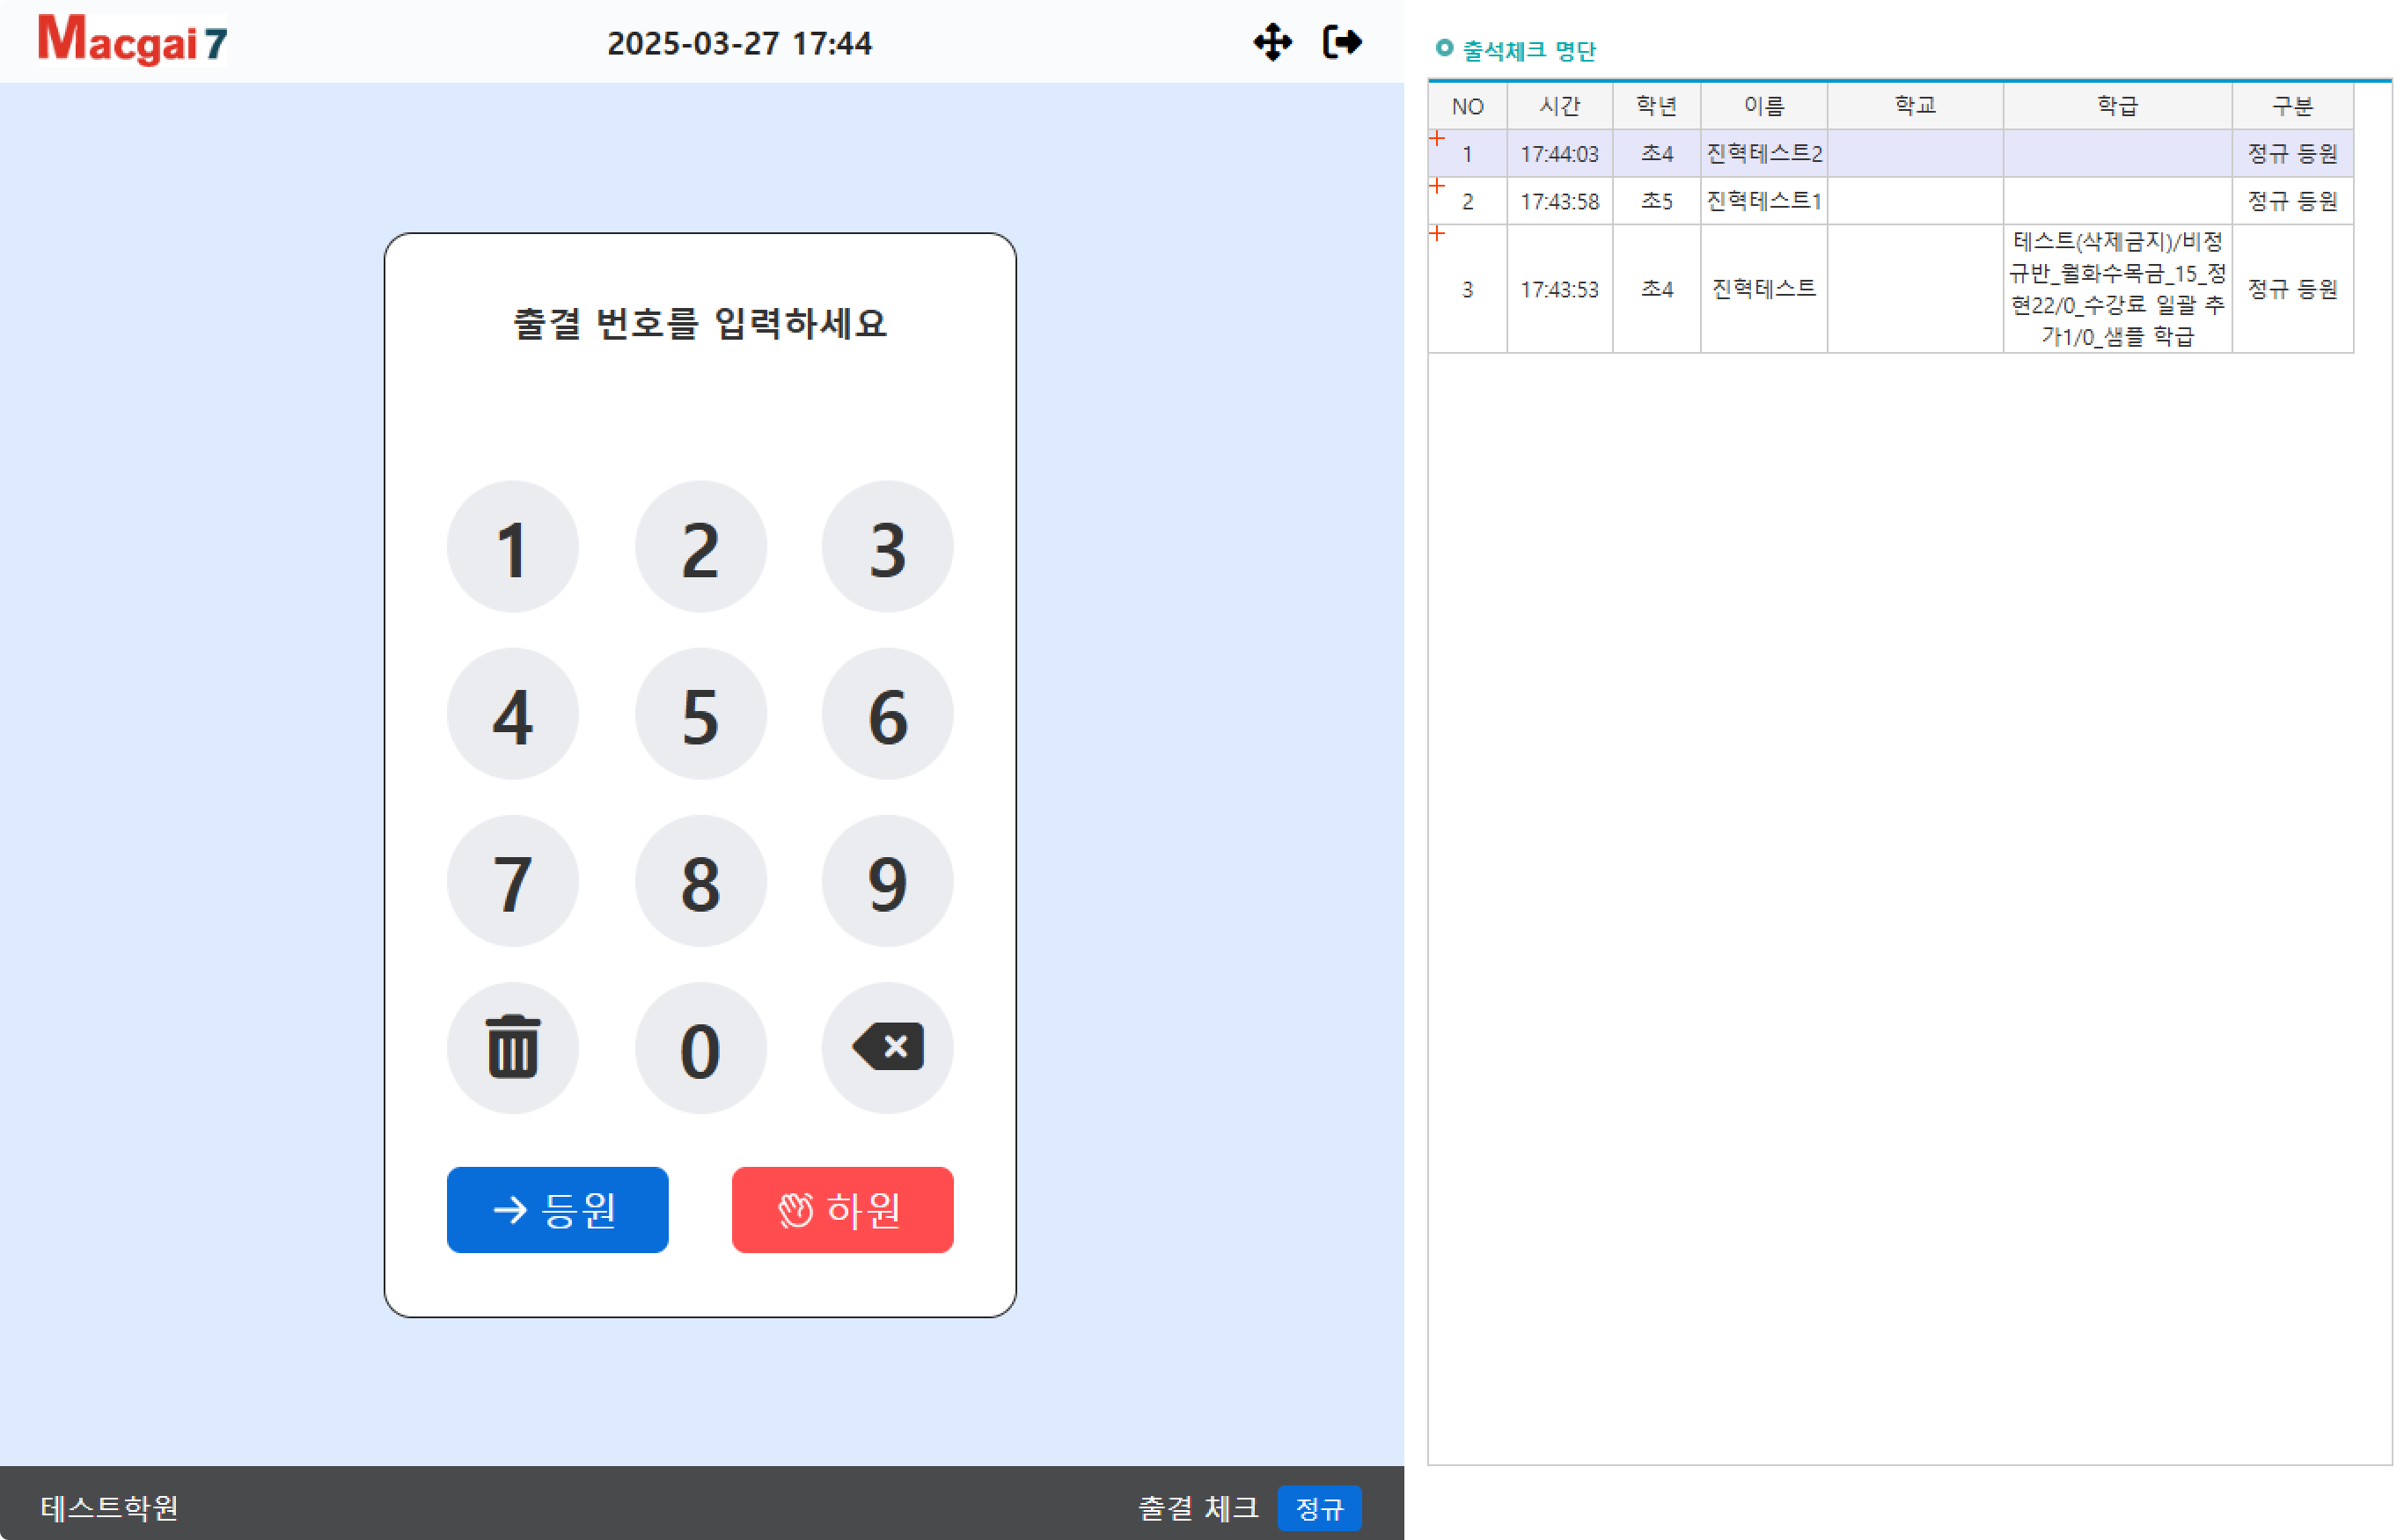 Macgai 7
2025-03-27 17:44
출결 번호를 입력하세요
1 2 3
4 5 6
7 8 9
0
등원 하원
테스트학원
출결 체크 정규
출석체크 명단
NO 시간 학년 이름 학교 학급 구분
1 17:44:03 초4 진혁테스트2 정규 등원
2 17:43:58 초5 진혁테스트1 정규 등원
3 17:43:53 초4 진혁테스트 테스트(삭제금지)/비정
규반_월화수목금_15_정
현22/0_수강료 일괄 추
가1/0_샘플 학급 정규 등원